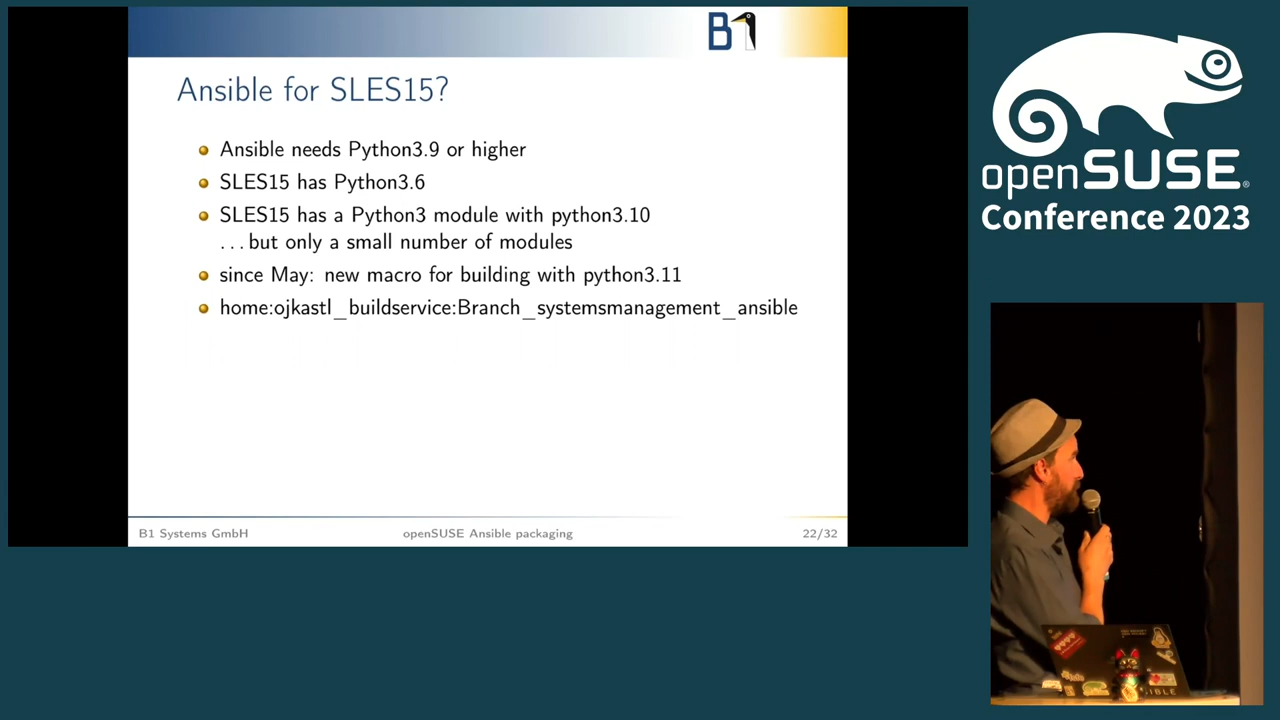 B1
Ansible for SLES15?
Ansible needs Python3.9 or higher
SLES15 has Python3.6
SLES15 has a Python3 module with python3.10
...but only a small number of modules
since May: new macro for building with python3.11
home:ojkastl_buildservice:Branch_systemsmanagement_ansible
B1 Systems GmbH
openSUSE Ansible packaging
22/32
openSUSE®
Conference 2023